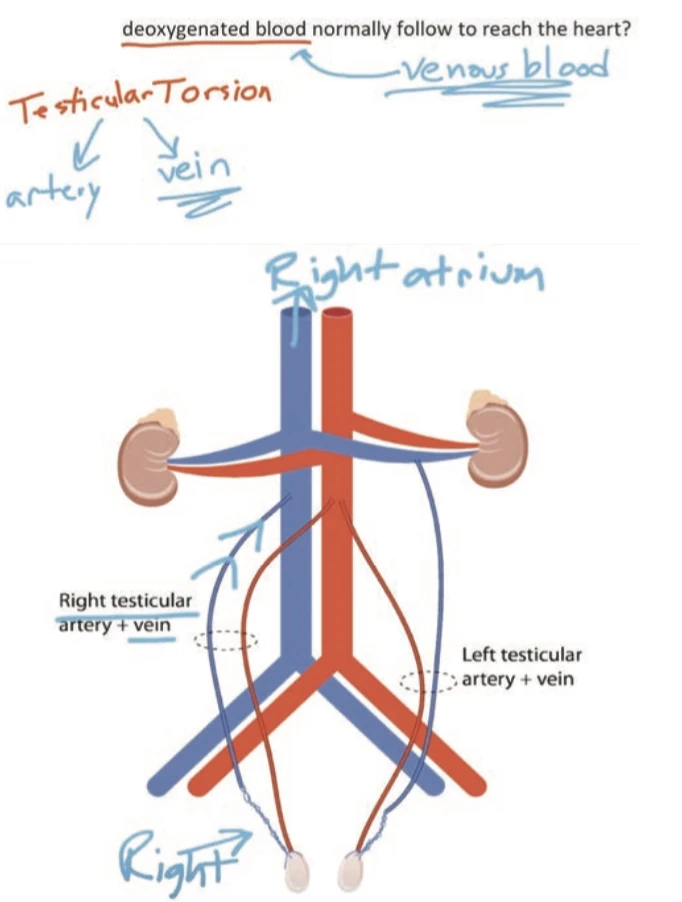 deoxygenated blood normally follow to reach the heart?
venous blood
Testicular Torsion
artery
vein
Right atrium
Right testicular
artery + vein
Left testicular
artery + vein
Right